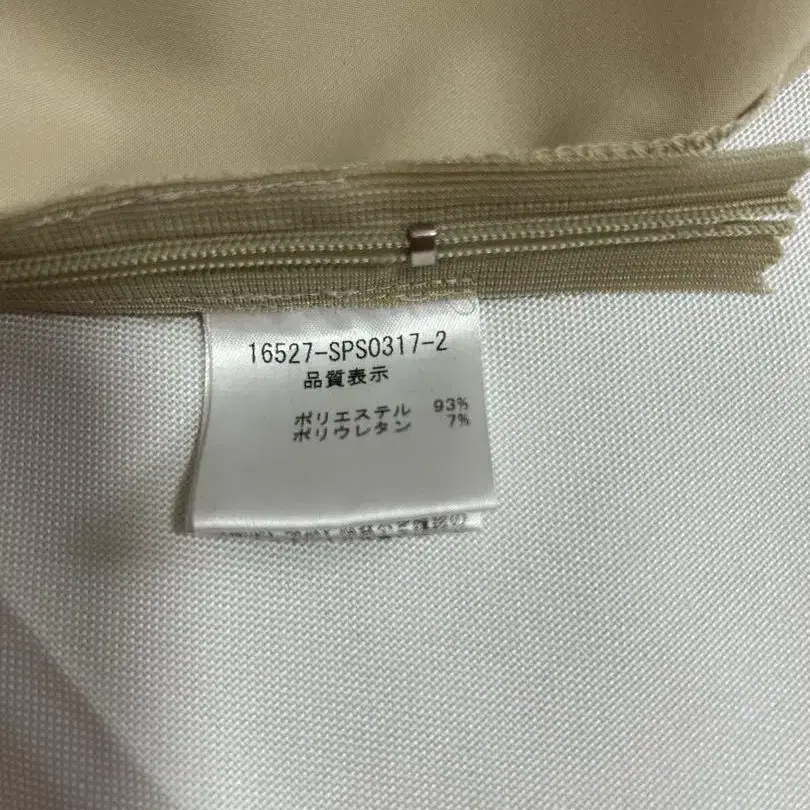 16527-SPS0317-2
品質表示
ポリエステル 93%
ポリウレタン 7%